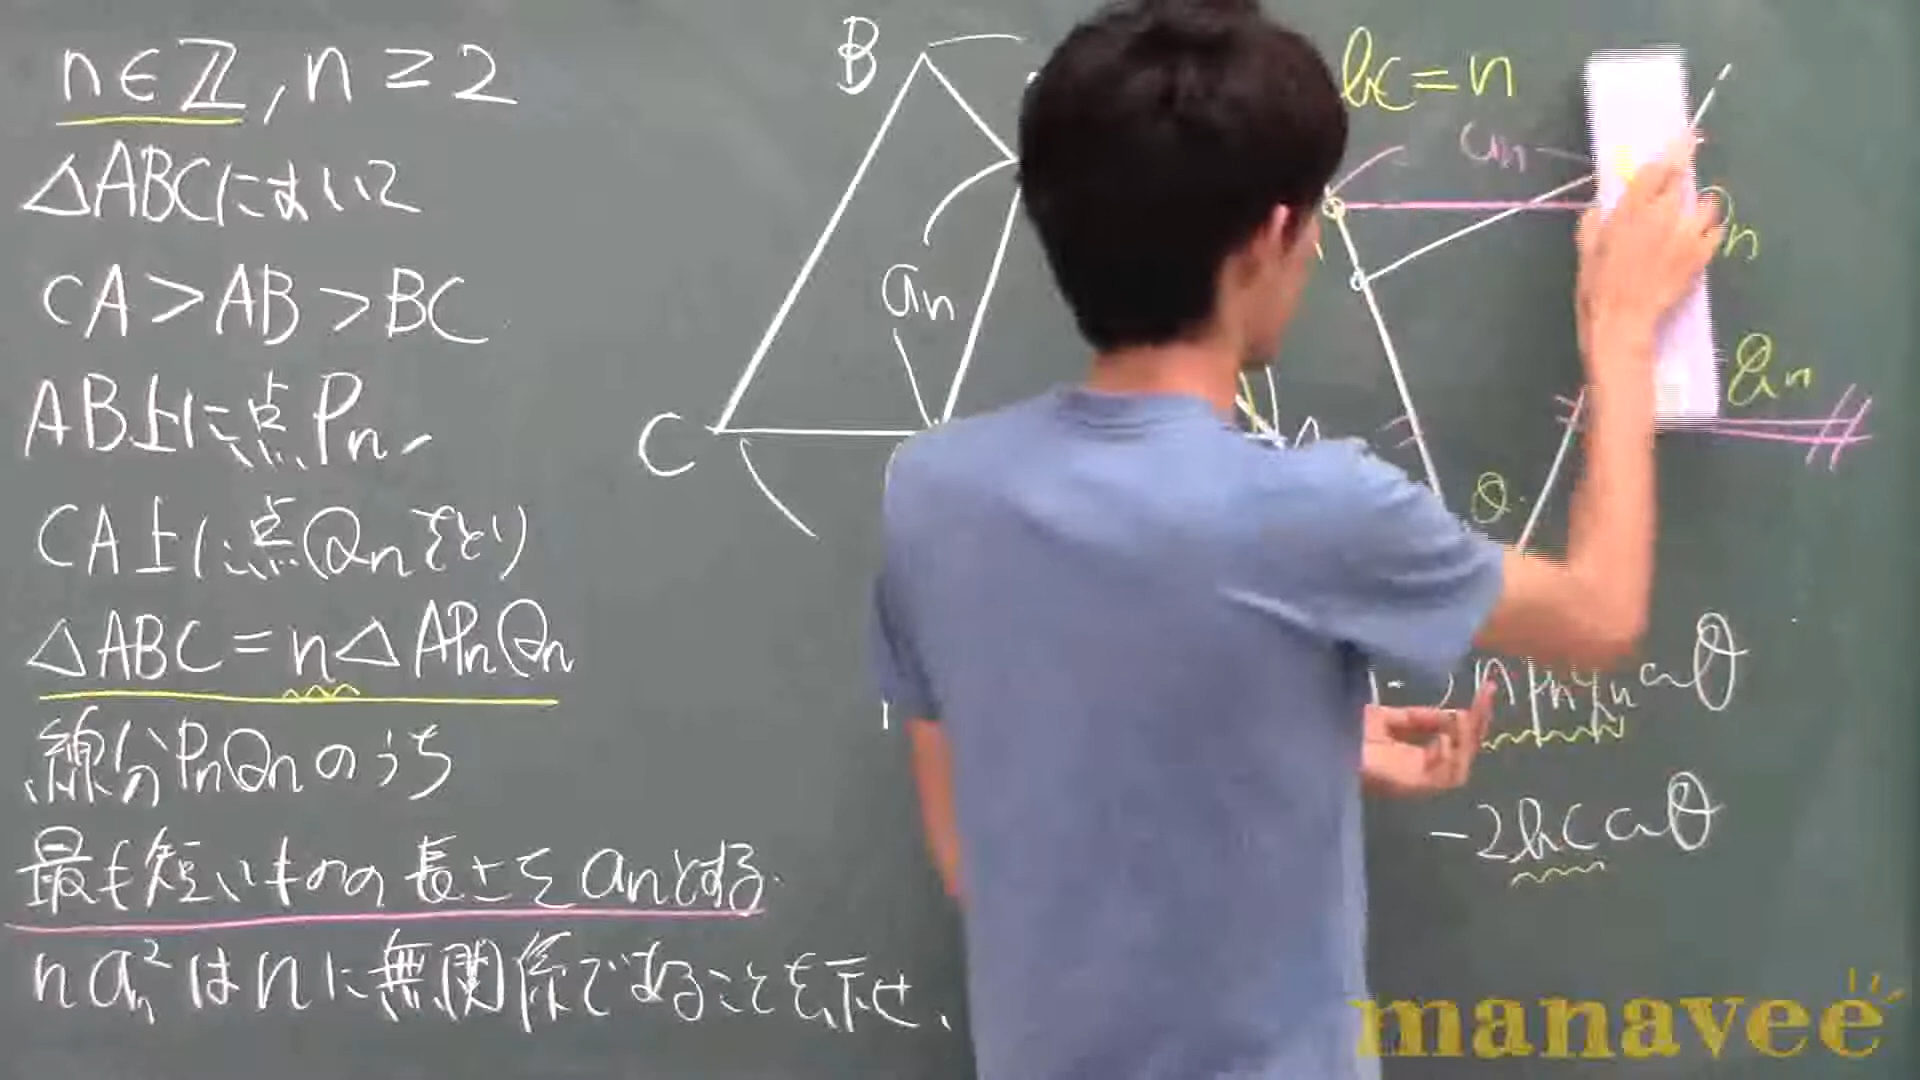 n∈ℤ, n≧2
△ABCにおいて
CA>AB>BC
AB上に点Pn,
CA上に点Qnをとり
△ABC=n△APnQn
線分PnQnのうち
最も短いものの長さをanとする.
nan²はnに無関係であることを示せ.
B
an
C
bc=n
an
n
Qn
θ
npnqn
θ
-2bc
θ
manavee